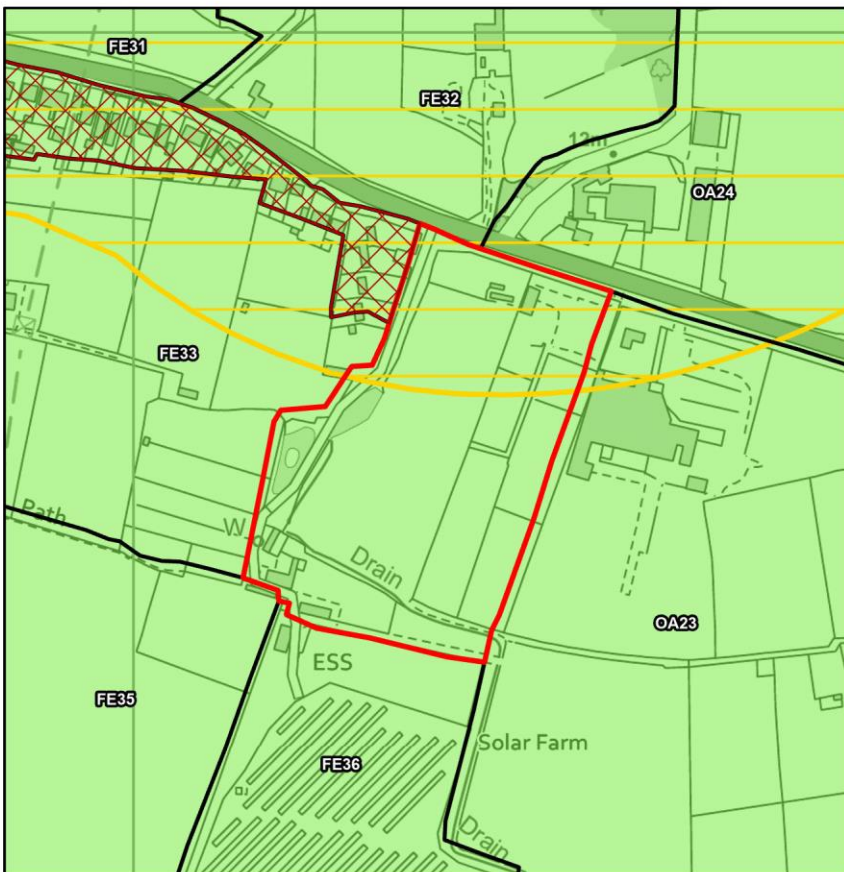 FE31
FE32
12m
OA24
FE33
Path
W
Drain
OA23
ESS
FE35
Solar Farm
FE36
Drain